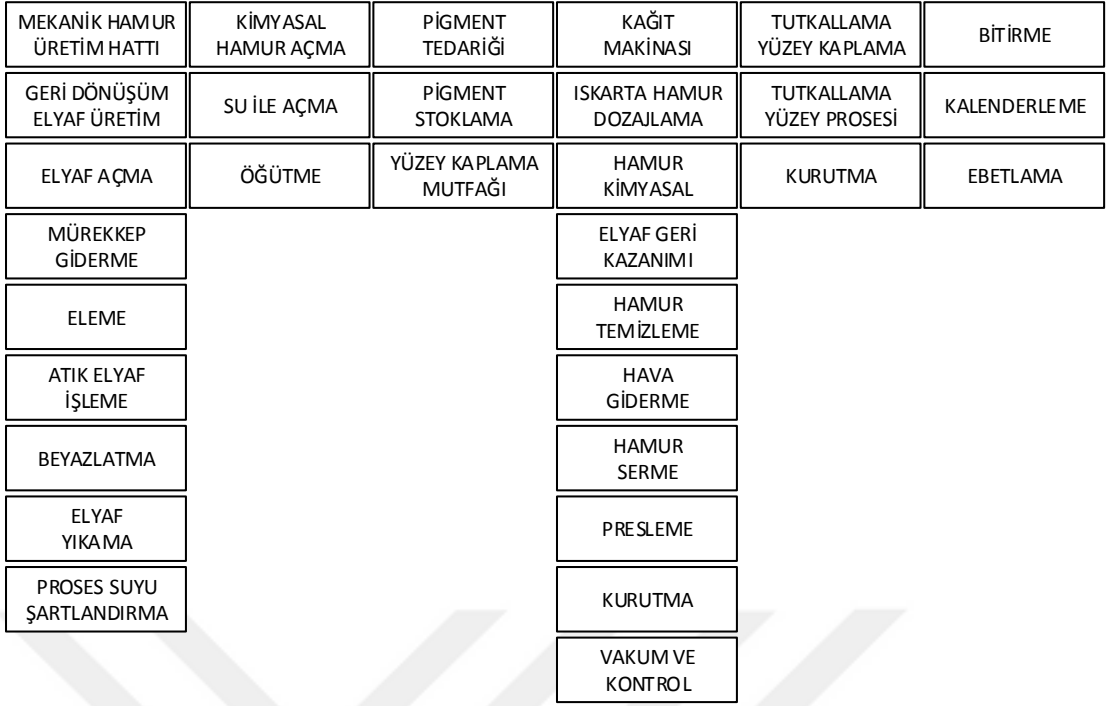 MEKANİK HAMUR
ÜRETİM HATTI
KİMYASAL
HAMUR AÇMA
PİGMENT
TEDARİĞİ
KAĞIT
MAKİNASI
TUTKALLAMA
YÜZEY KAPLAMA
BİTİRME
GERİ DÖNÜŞÜM
ELYAF ÜRETİM
SU İLE AÇMA
PİGMENT
STOKLAMA
ISKARTA HAMUR
DOZAJLAMA
TUTKALLAMA
YÜZEY PROSESİ
KALENDERLEME
ELYAF AÇMA
ÖĞÜTME
YÜZEY KAPLAMA
MUTFAĞI
HAMUR
KİMYASAL
KURUTMA
EBETLAMA
MÜREKKEP
GİDERME
ELYAF GERİ
KAZANIMI
ELEME
HAMUR
TEMİZLEME
ATIK ELYAF
İŞLEME
HAVA
GİDERME
BEYAZLATMA
HAMUR
SERME
ELYAF
YIKAMA
PRESLEME
PROSES SUYU
ŞARTLANDIRMA
KURUTMA
VAKUM VE
KONTROL